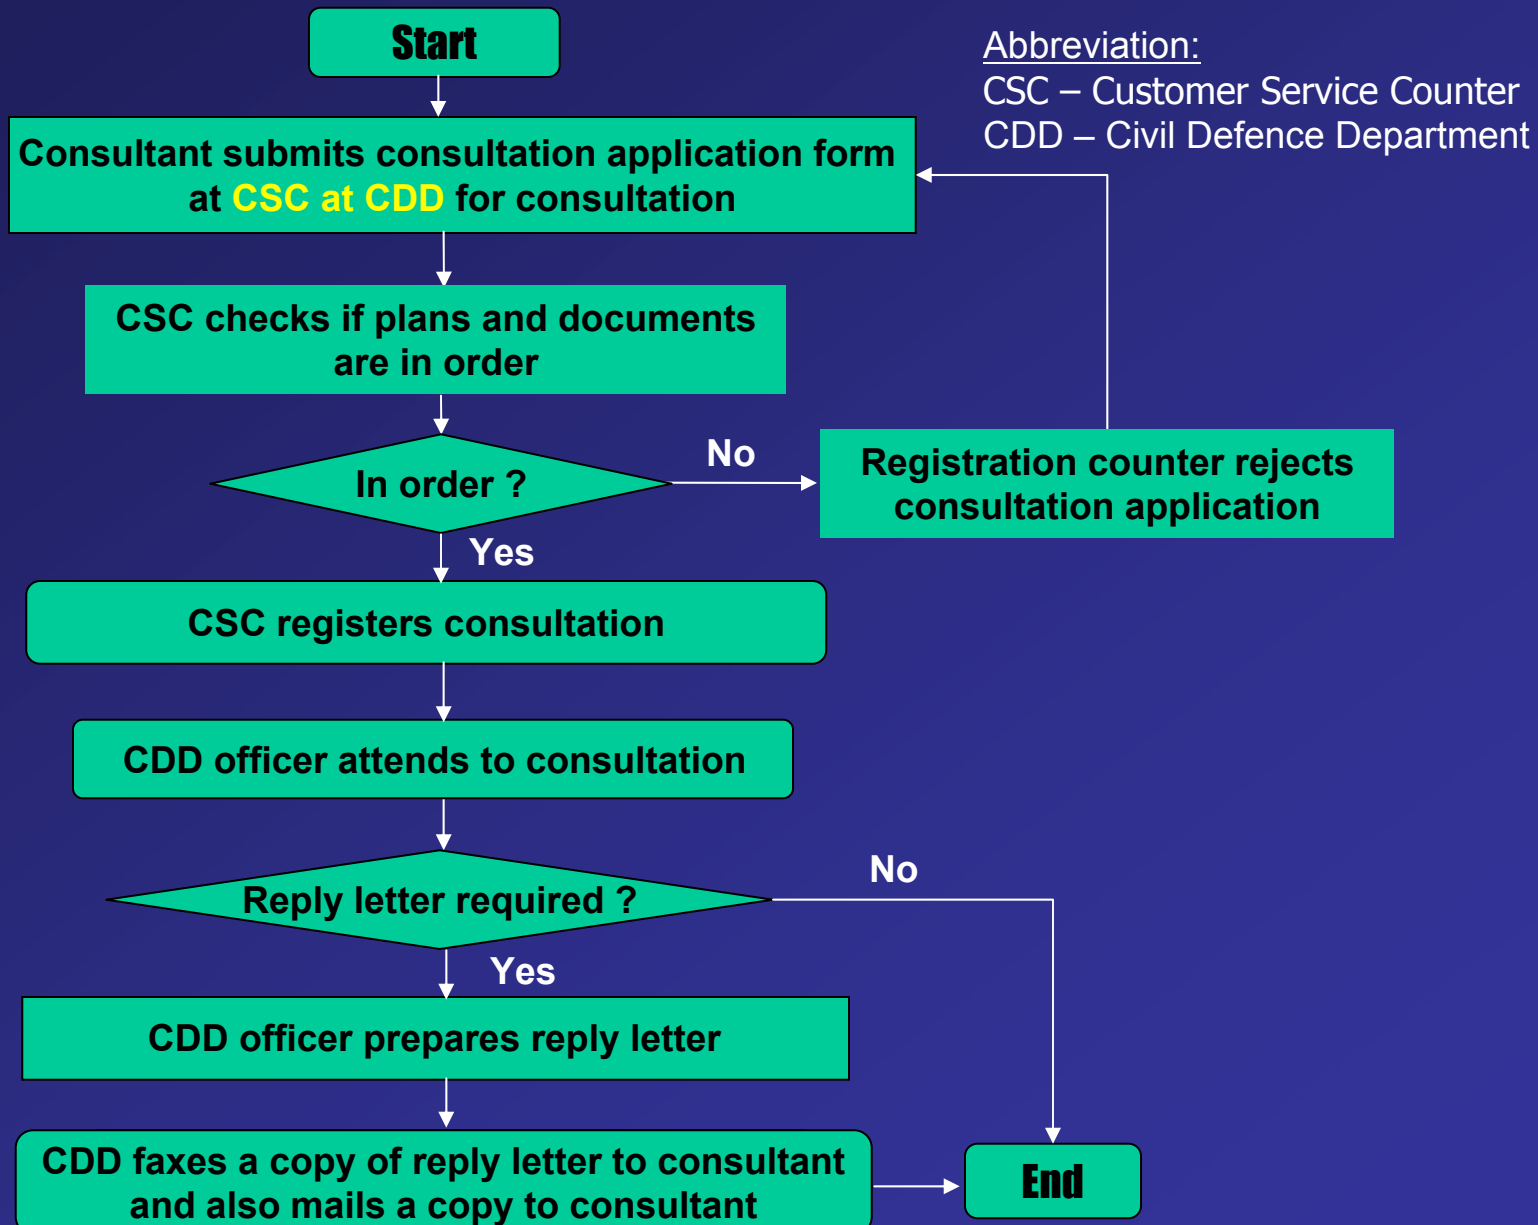 Start
Abbreviation:
CSC – Customer Service Counter
CDD – Civil Defence Department
Consultant submits consultation application form
at CSC at CDD for consultation
CSC checks if plans and documents
are in order
In order ?
No
Registration counter rejects
consultation application
Yes
CSC registers consultation
CDD officer attends to consultation
Reply letter required ?
No
Yes
CDD officer prepares reply letter
CDD faxes a copy of reply letter to consultant
and also mails a copy to consultant
End